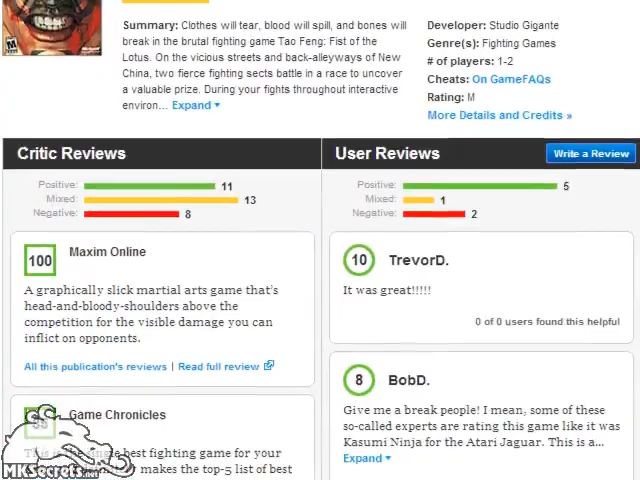 Summary: Clothes will tear, blood will spill, and bones will
break in the brutal fighting game Tao Feng: Fist of the
Lotus. On the vicious streets and back-alleyways of New
China, two fierce fighting sects battle in a race to uncover
a valuable prize. During your fights throughout interactive
environ... Expand
Developer: Studio Gigante
Genre(s): Fighting Games
# of players: 1-2
Cheats: On GameFAQs
Rating: M
More Details and Credits »
Critic Reviews
Positive: 11
Mixed: 13
Negative: 8
100
Maxim Online
A graphically slick martial arts game that's
head-and-bloody-shoulders above the
competition for the visible damage you can
inflict on opponents.
All this publication's reviews | Read full review
Game Chronicles
This is the single best fighting game for your
makes the top-5 list of best
MKSecrets.net
User Reviews
Write a Review
Positive: 5
Mixed: 1
Negative: 2
10
TrevorD.
It was great!!!!!
0 of 0 users found this helpful
8
BobD.
Give me a break people! I mean, some of these
so-called experts are rating this game like it was
Kasumi Ninja for the Atari Jaguar. This is a...
Expand
M